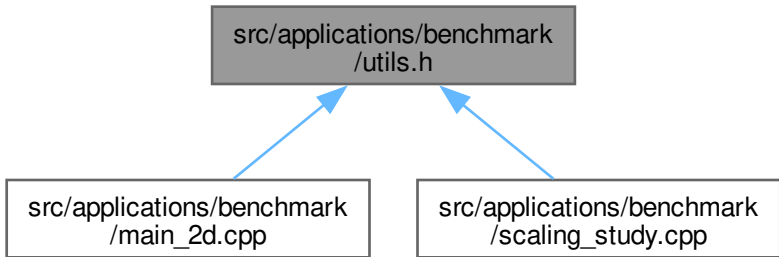 src/applications/benchmark
/utils.h
src/applications/benchmark
/main_2d.cpp
src/applications/benchmark
/scaling_study.cpp